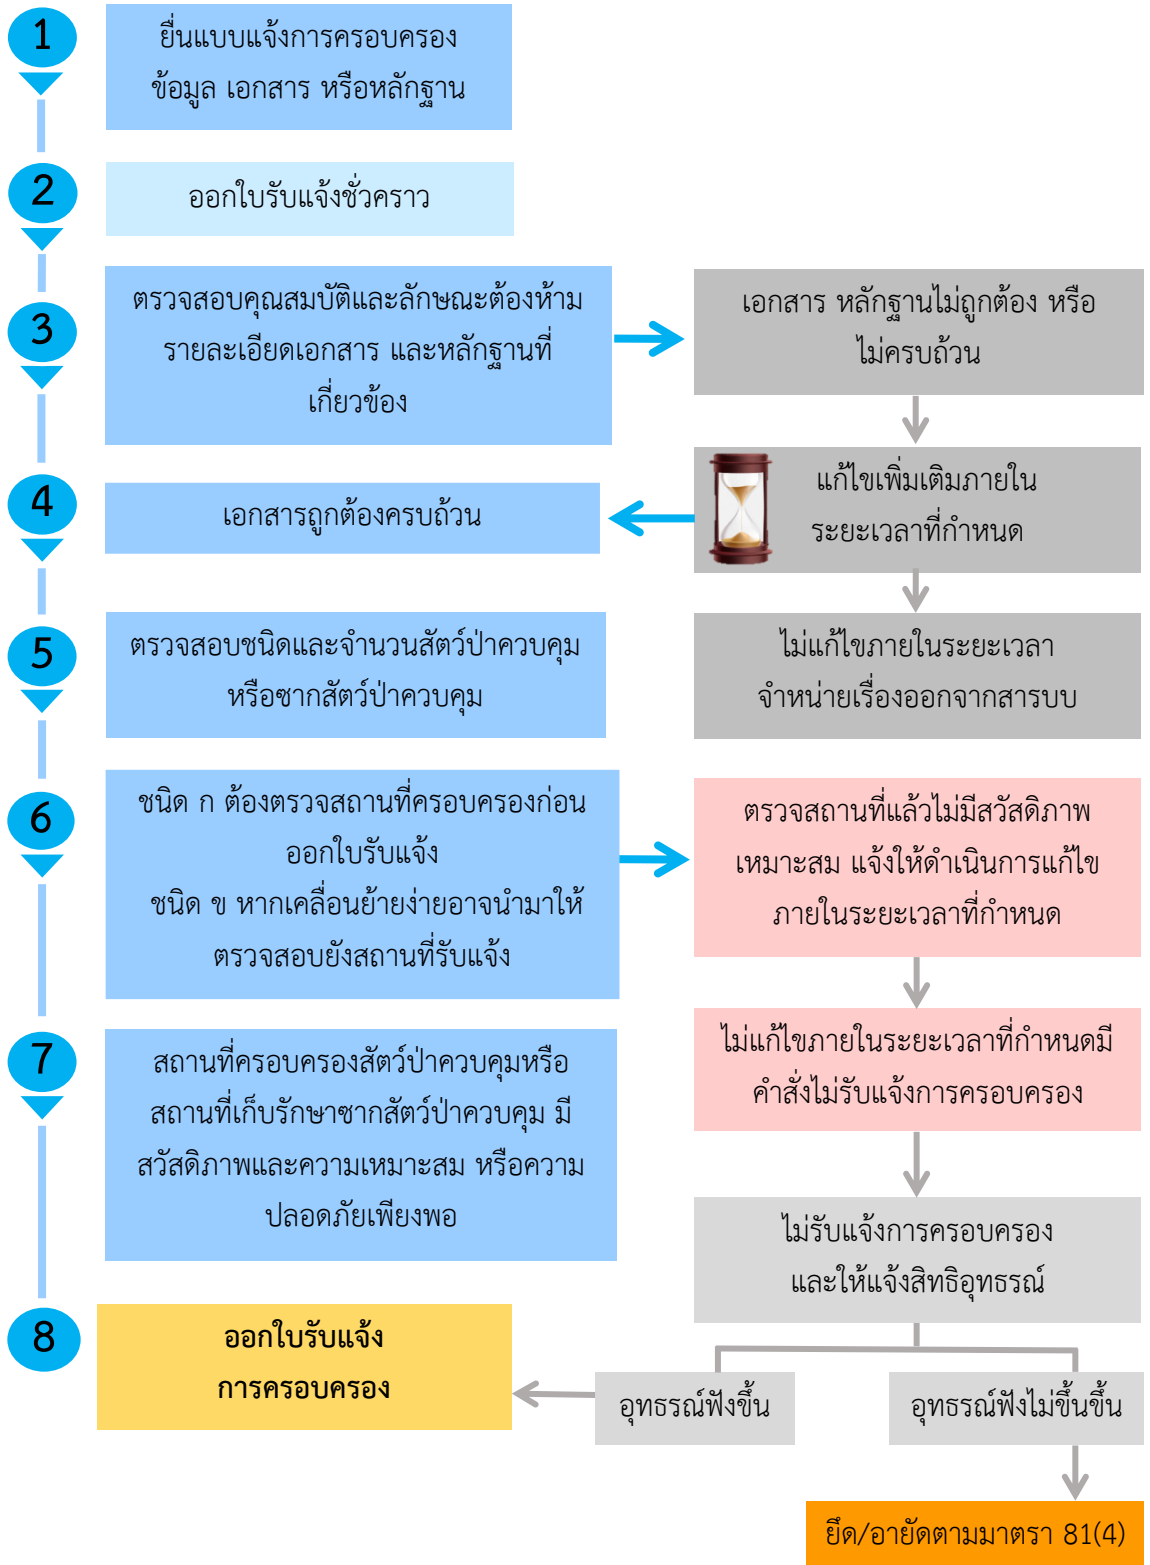 1
ยื่นแบบแจ้งการครอบครอง
ข้อมูล เอกสาร หรือหลักฐาน
2
ออกใบรับแจ้งชั่วคราว
3
ตรวจสอบคุณสมบัติและลักษณะต้องห้าม
รายละเอียดเอกสาร และหลักฐานที่
เกี่ยวข้อง
เอกสาร หลักฐานไม่ถูกต้อง หรือ
ไม่ครบถ้วน
แก้ไขเพิ่มเติมภายใน
ระยะเวลาที่กำหนด
4
เอกสารถูกต้องครบถ้วน
ไม่แก้ไขภายในระยะเวลา
จำหน่ายเรื่องออกจากสารบบ
5
ตรวจสอบชนิดและจำนวนสัตว์ป่าควบคุม
หรือซากสัตว์ป่าควบคุม
6
ชนิด ก ต้องตรวจสถานที่ครอบครองก่อน
ออกใบรับแจ้ง
ชนิด ข หากเคลื่อนย้ายง่ายอาจนำมาให้
ตรวจสอบยังสถานที่รับแจ้ง
ตรวจสถานที่แล้วไม่มีสวัสดิภาพ
เหมาะสม แจ้งให้ดำเนินการแก้ไข
ภายในระยะเวลาที่กำหนด
ไม่แก้ไขภายในระยะเวลาที่กำหนดมี
คำสั่งไม่รับแจ้งการครอบครอง
7
สถานที่ครอบครองสัตว์ป่าควบคุมหรือ
สถานที่เก็บรักษาซากสัตว์ป่าควบคุม มี
สวัสดิภาพและความเหมาะสม หรือความ
ปลอดภัยเพียงพอ
ไม่รับแจ้งการครอบครอง
และให้แจ้งสิทธิอุทธรณ์
8
ออกใบรับแจ้ง
การครอบครอง
อุทธรณ์ฟังขึ้น
อุทธรณ์ฟังไม่ขึ้นขึ้น
ยึด/อายัดตามมาตรา 81(4)